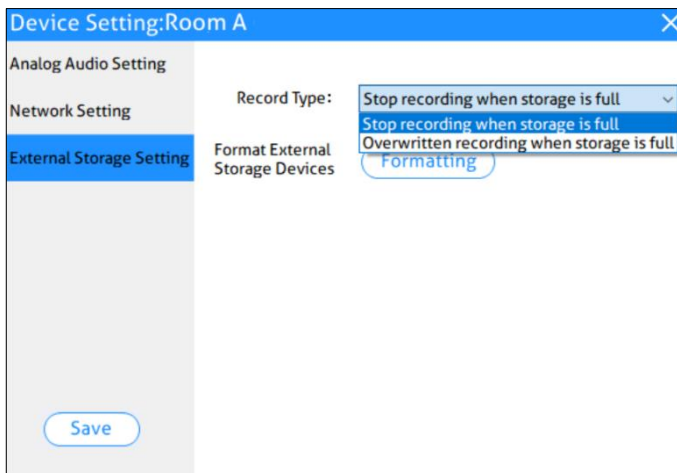 Device Setting:Room A
Analog Audio Setting
Network Setting
External Storage Setting
Record Type:
Stop recording when storage is full
Stop recording when storage is full
Overwritten recording when storage is full
Format External
Storage Devices
Formatting
Save